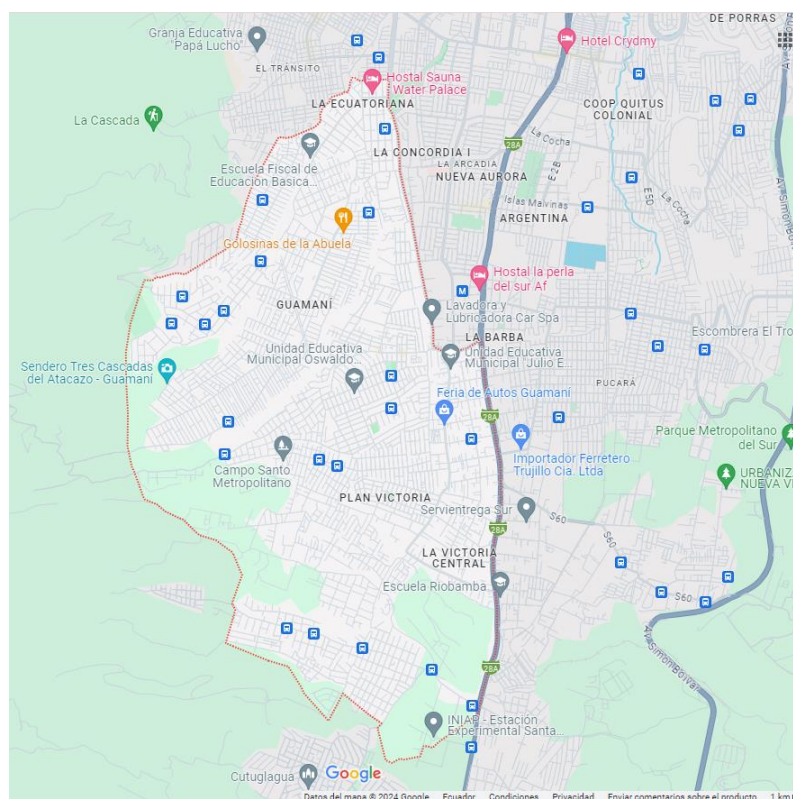 DE PORRAS
Granja Educativa
"Papá Lucho"
Hotel Crydmy
EL TRÁNSITO
Hostal Sauna
Water Palace
LA ECUATORIANA
COOP QUITUS
COLONIAL
La Cascada
28A
La Cocha
LA CONCORDIA I
LA ARCADIA
NUEVA AURORA
E2B
Escuela Fiscal de
Educación Basica...
Av. Simón Bolívar
E5D
La Cocha
Islas Malvinas
ARGENTINA
Golosinas de la Abuela
Hostal la perla
del sur Af
M
GUAMANÍ
Lavadora y
Lubricadora Car Spa
Escombrera El Tro
LA BARBA
Unidad Educativa
Municipal Oswaldo...
Unidad Educativa
Municipal "Julio E...
Sendero Tres Cascadas
del Atacazo - Guamaní
PUCARÁ
Feria de Autos Guamaní
28A
Parque Metropolitano
del Sur
Importador Ferretero
Trujillo Cia. Ltda
Campo Santo
Metropolitano
URBANIZ
NUEVA VI
PLAN VICTORIA
Servientrega Sur
S60
28A
S60
LA VICTORIA
CENTRAL
Escuela Riobamba
S60
Av. Simón Bolívar
28A
INIAP - Estación
Experimental Santa...
Cutuglagua
Google
Datos del mapa © 2024 Google Ecuador Condiciones Privacidad Enviar comentarios sobre el producto 1 km